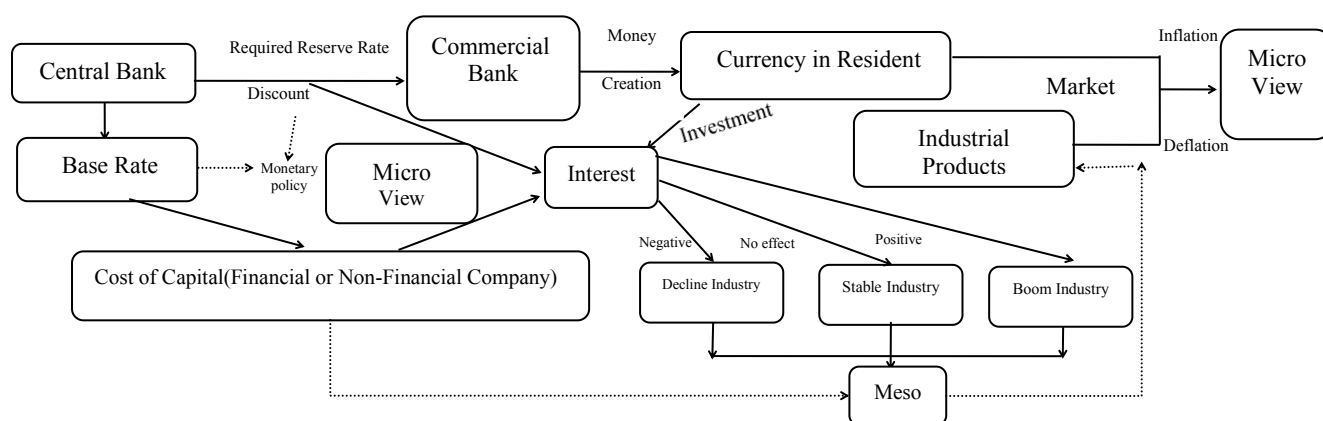 Central Bank
Required Reserve Rate
Discount
Commercial
Bank
Money
Creation
Currency in Resident
Inflation
Market
Micro
View
Deflation
Industrial
Products
Investment
Base Rate
Monetary
policy
Micro
View
Interest
Cost of Capital(Financial or Non-Financial Company)
Negative
No effect
Positive
Decline Industry
Stable Industry
Boom Industry
Meso